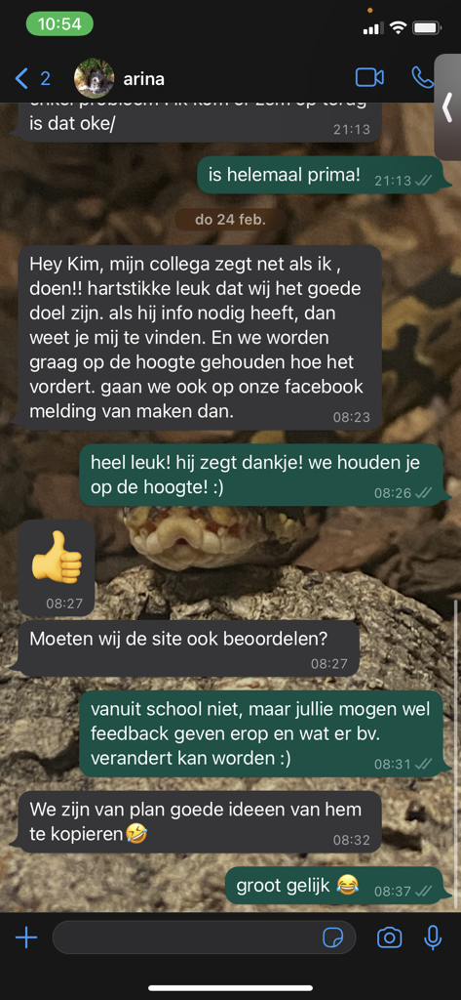 10:54
2
arina
is dat oke/
21:13
is helemaal prima!
21:13
do 24 feb.
Hey Kim, mijn collega zegt net als ik ,
doen!! hartstikke leuk dat wij het goede
doel zijn. als hij info nodig heeft, dan
weet je mij te vinden. En we worden
graag op de hoogte gehouden hoe het
vordert. gaan we ook op onze facebook
melding van maken dan.
08:23
heel leuk! hij zegt dankje! we houden je
op de hoogte! :)
08:26
👍
08:27
Moeten wij de site ook beoordelen?
08:27
vanuit school niet, maar jullie mogen wel
feedback geven erop en wat er bv.
verandert kan worden :)
08:31
We zijn van plan goede ideeen van hem
te kopieren🤣
08:32
groot gelijk 😂
08:37